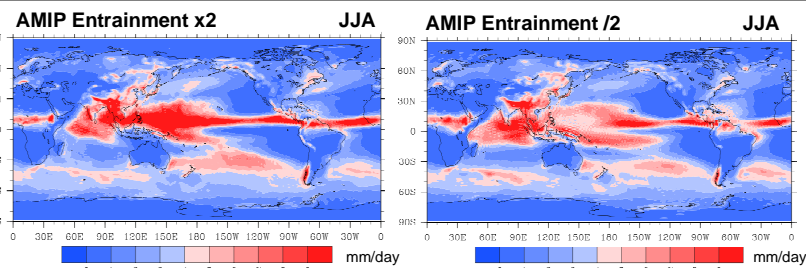 AMIP Entrainment x2 JJA
AMIP Entrainment /2 JJA
90N
60N
30N
0
30S
60S
90S
0 30E 60E 90E 120E 150E 180 150W 120W 90W 60W 30W 0
0 30E 60E 90E 120E 150E 180 150W 120W 90W 60W 30W 0
mm/day
mm/day